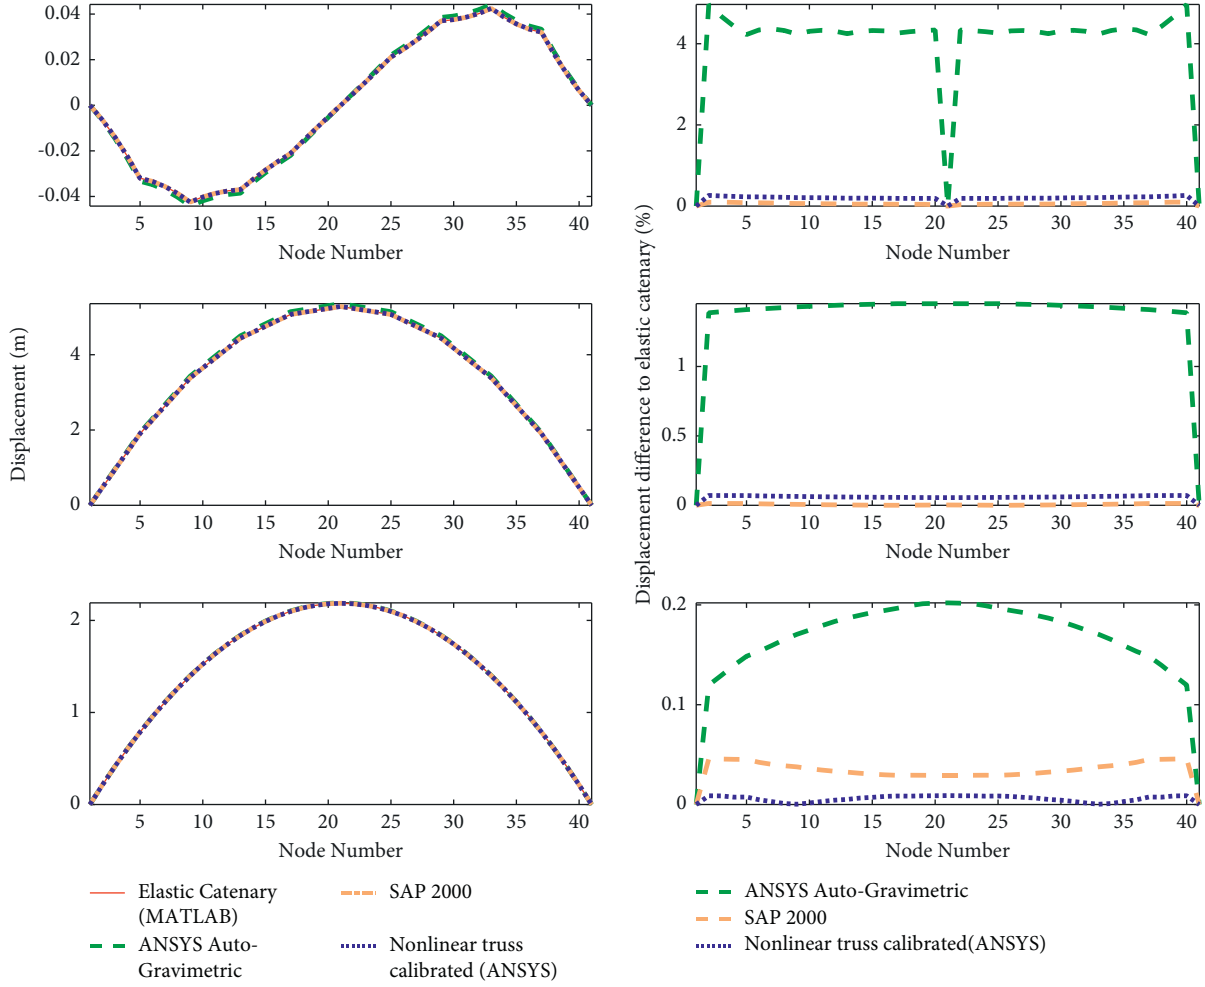 0.04
0.02
0
-0.02
-0.04
5 10 15 20 25 30 35 40
Node Number
4
2
0
5 10 15 20 25 30 35 40
Node Number
Displacement (m)
4
2
0
5 10 15 20 25 30 35 40
Node Number
Displacement difference to elastic catenary (%)
1
0.5
0
5 10 15 20 25 30 35 40
Node Number
2
1
0
5 10 15 20 25 30 35 40
Node Number
0.2
0.1
0
5 10 15 20 25 30 35 40
Node Number
Elastic Catenary
(MATLAB)
ANSYS Auto-
Gravimetric
SAP 2000
Nonlinear truss
calibrated (ANSYS)
ANSYS Auto-Gravimetric
SAP 2000
Nonlinear truss calibrated(ANSYS)